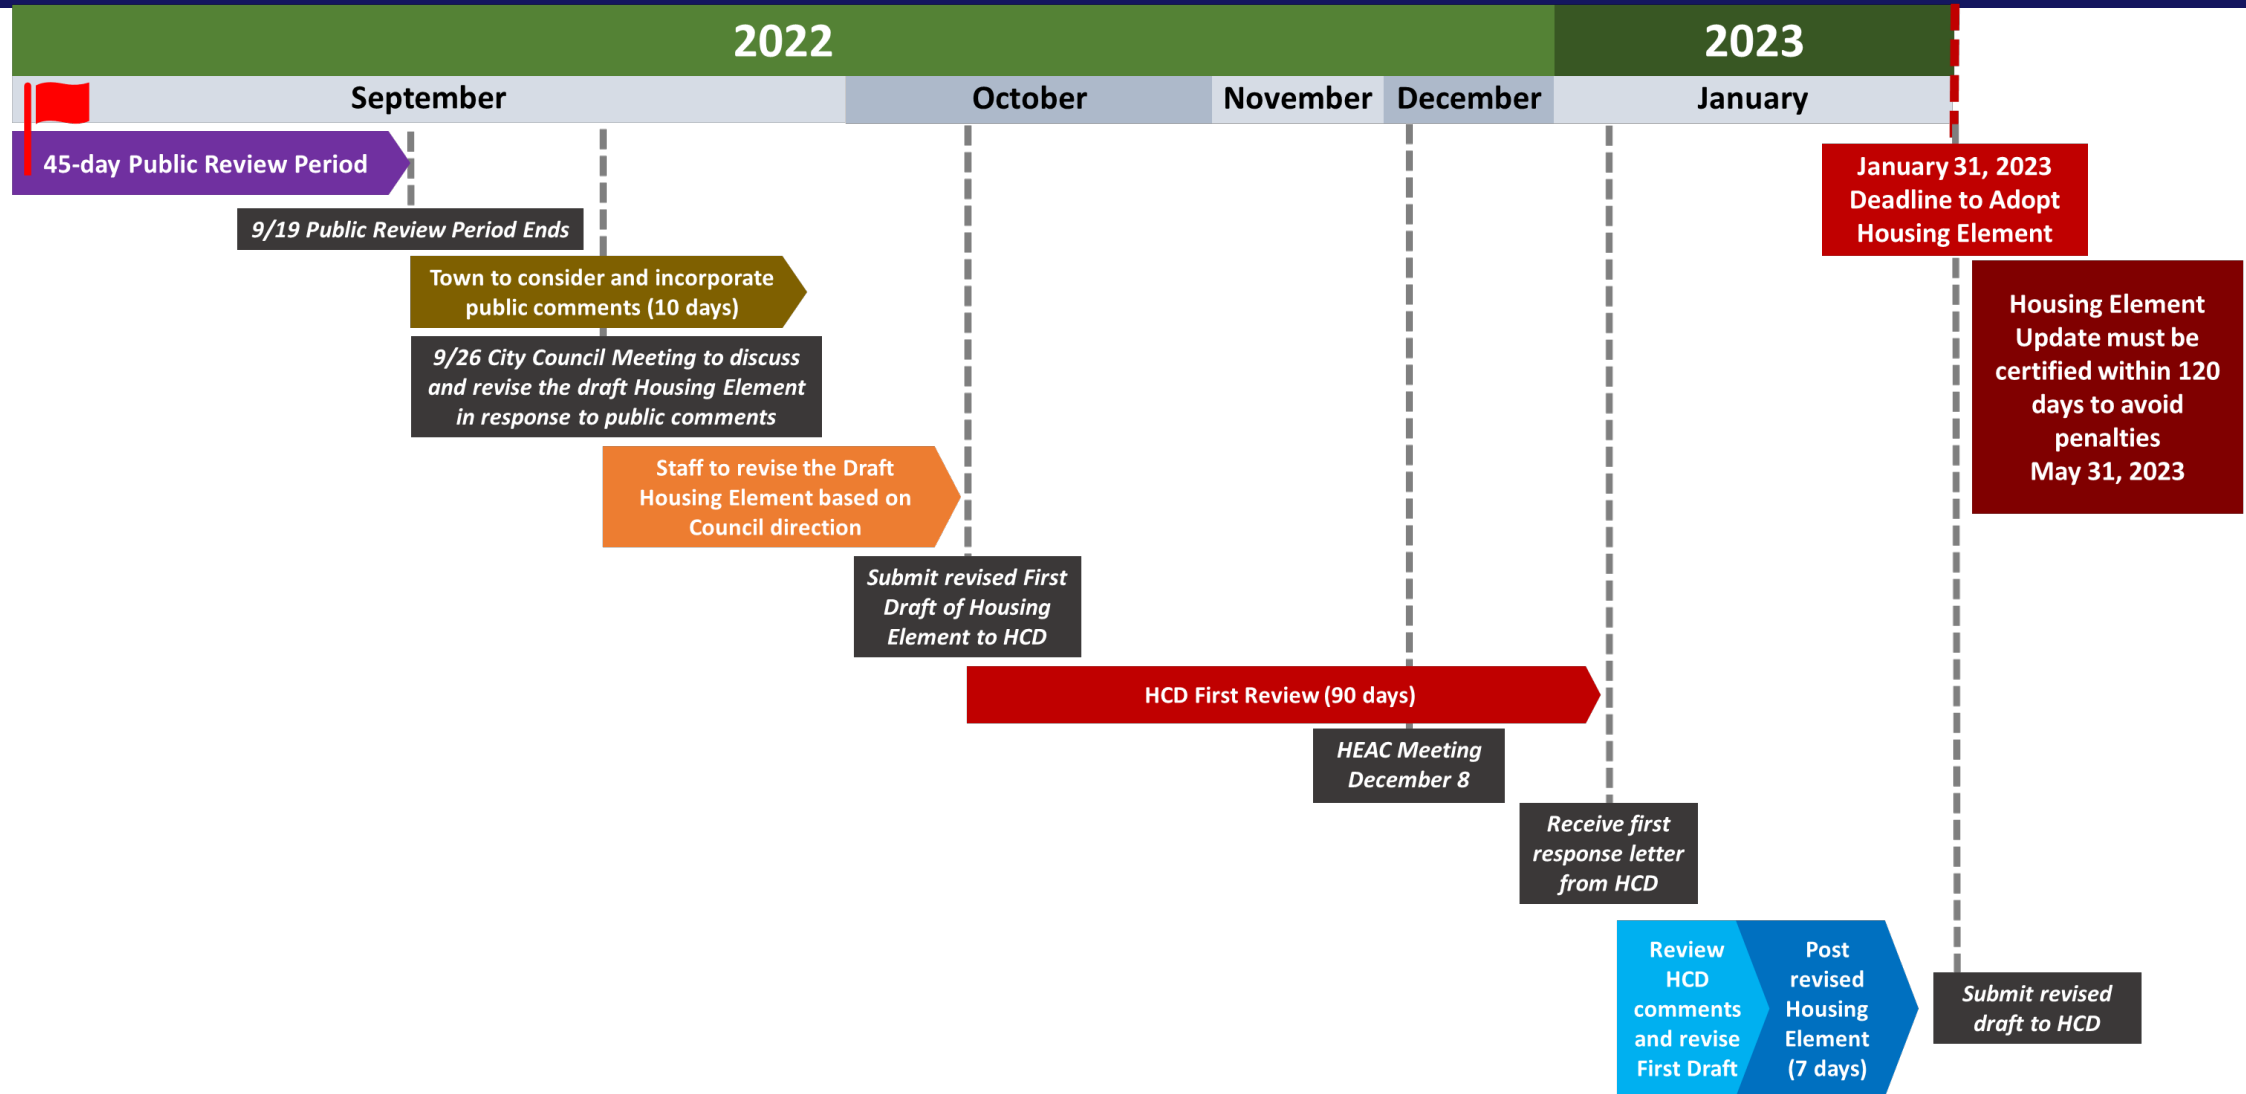 2022
2023
September
October
November
December
January
45-day Public Review Period
January 31, 2023
Deadline to Adopt
Housing Element
9/19 Public Review Period Ends
Town to consider and incorporate
public comments (10 days)
Housing Element
Update must be
certified within 120
days to avoid
penalties
May 31, 2023
9/26 City Council Meeting to discuss
and revise the draft Housing Element
in response to public comments
Staff to revise the Draft
Housing Element based on
Council direction
Submit revised First
Draft of Housing
Element to HCD
HCD First Review (90 days)
HEAC Meeting
December 8
Receive first
response letter
from HCD
Review
HCD
comments
and revise
First Draft
Post
revised
Housing
Element
(7 days)
Submit revised
draft to HCD